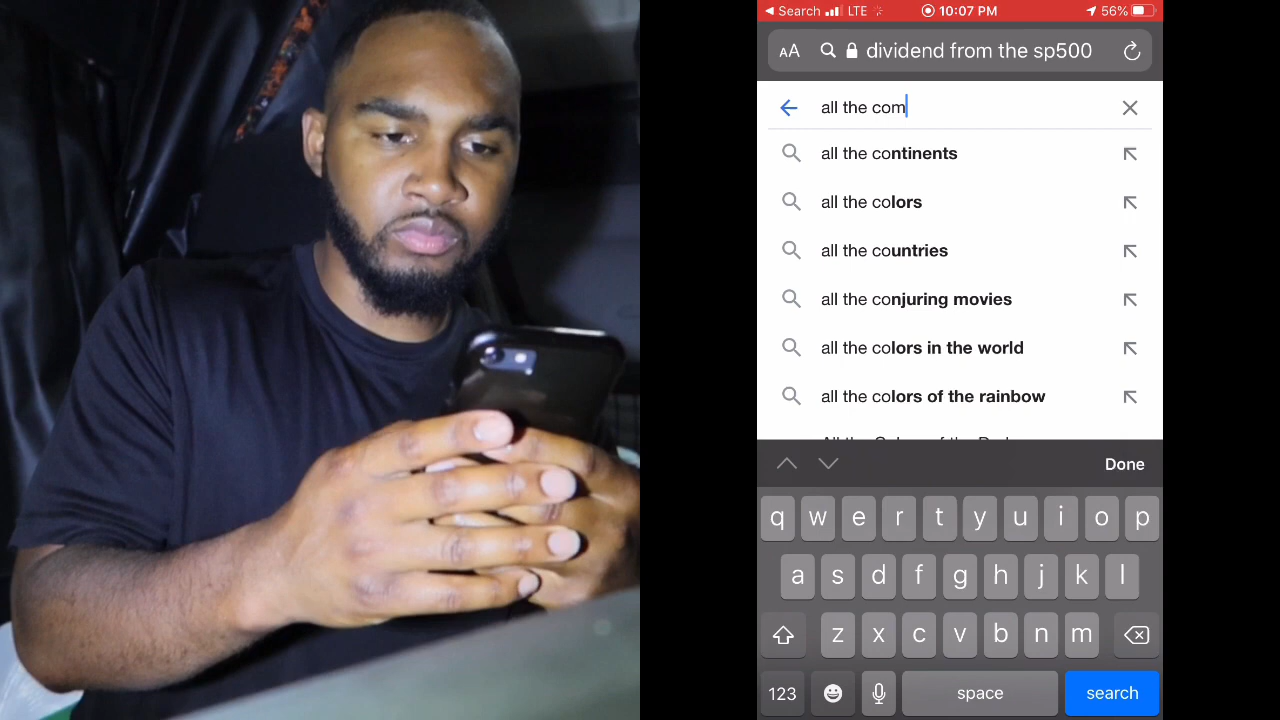 Search LTE 10:07 PM 56%
AA dividend from the sp500
all the com
all the continents
all the colors
all the countries
all the conjuring movies
all the colors in the world
all the colors of the rainbow
Done
q w e r t y u i o p
a s d f g h j k l
z x c v b n m
123 space search